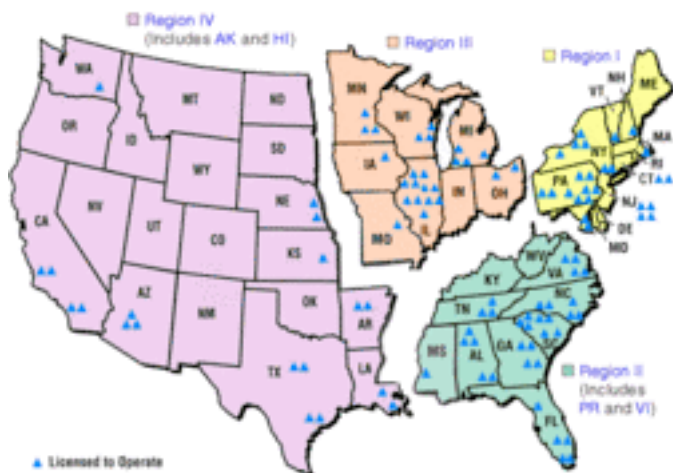 Region IV
(Includes AK and HI)
Region III
Region I
NH
VT
ME
WA
MT
ND
MN
WI
MI
MA
RI
CT
NY
OR
ID
SD
WY
IA
PA
NJ
NE
IN
OH
IL
DE
MD
NV
UT
CO
CA
KS
MO
WV
VA
KY
AZ
NM
OK
AR
TN
NC
SC
MS
AL
GA
Region II
(Includes
PR and VI)
TX
LA
FL
Licensed to Operate